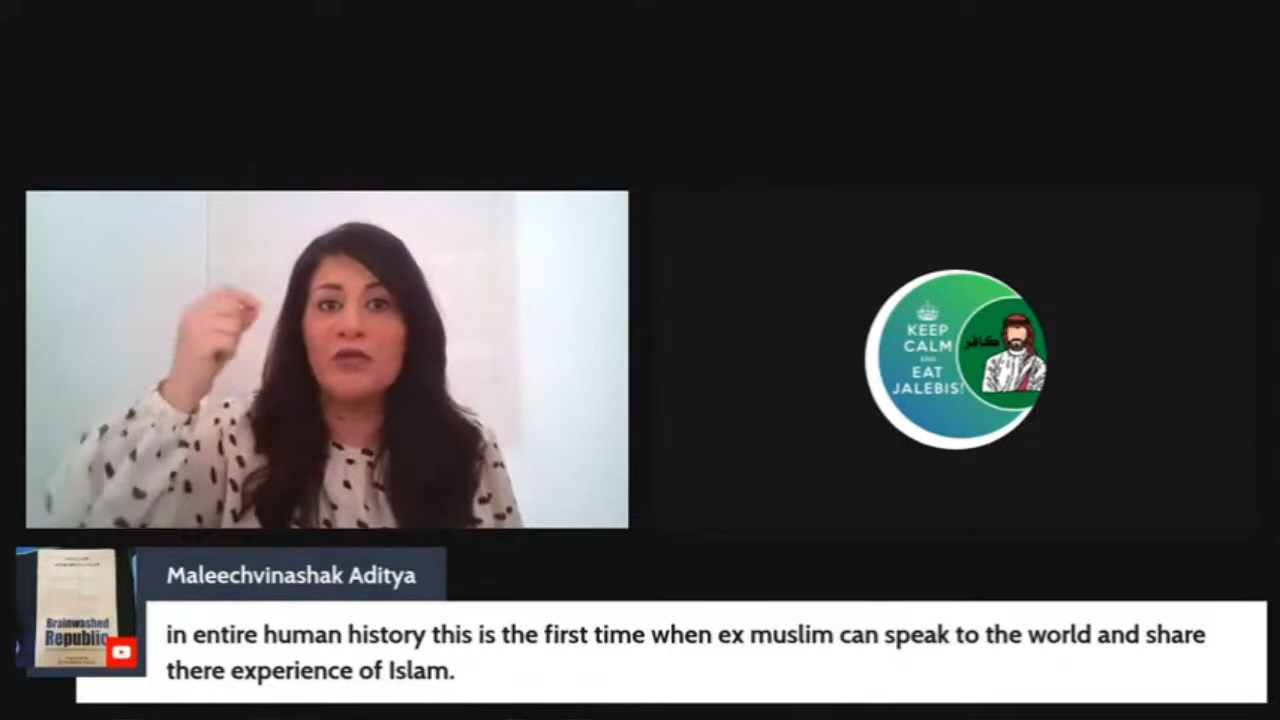 KEEP
CALM
AND
EAT
JALEBIS!
كافر
Maleechvinashak Aditya
Brainwashed
Republic
in entire human history this is the first time when ex muslim can speak to the world and share
there experience of Islam.